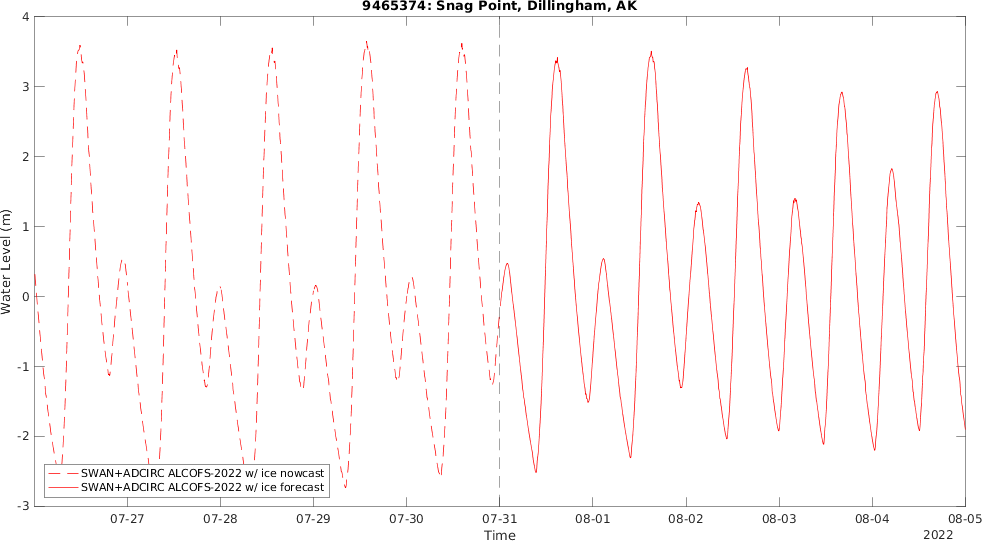 9465374: Snag Point, Dillingham, AK
4
3
2
1
0
-1
-2
-3
Water Level (m)
SWAN+ADCIRC ALCOFS-2022 w/ ice nowcast
SWAN+ADCIRC ALCOFS-2022 w/ ice forecast
07-27 07-28 07-29 07-30 07-31 08-01 08-02 08-03 08-04 08-05
Time
2022